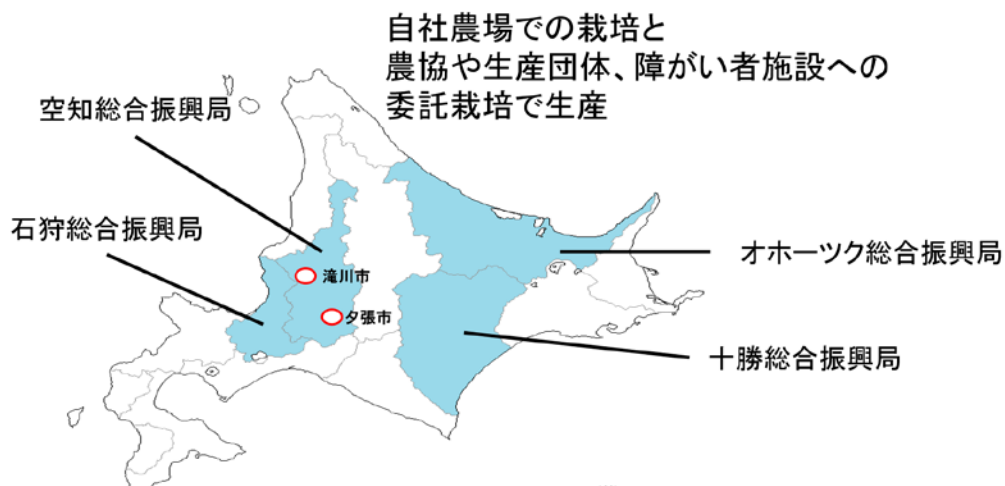 自社農場での栽培と
農協や生産団体、障がい者施設への
委託栽培で生産
空知総合振興局
石狩総合振興局
滝川市
夕張市
オホーツク総合振興局
十勝総合振興局